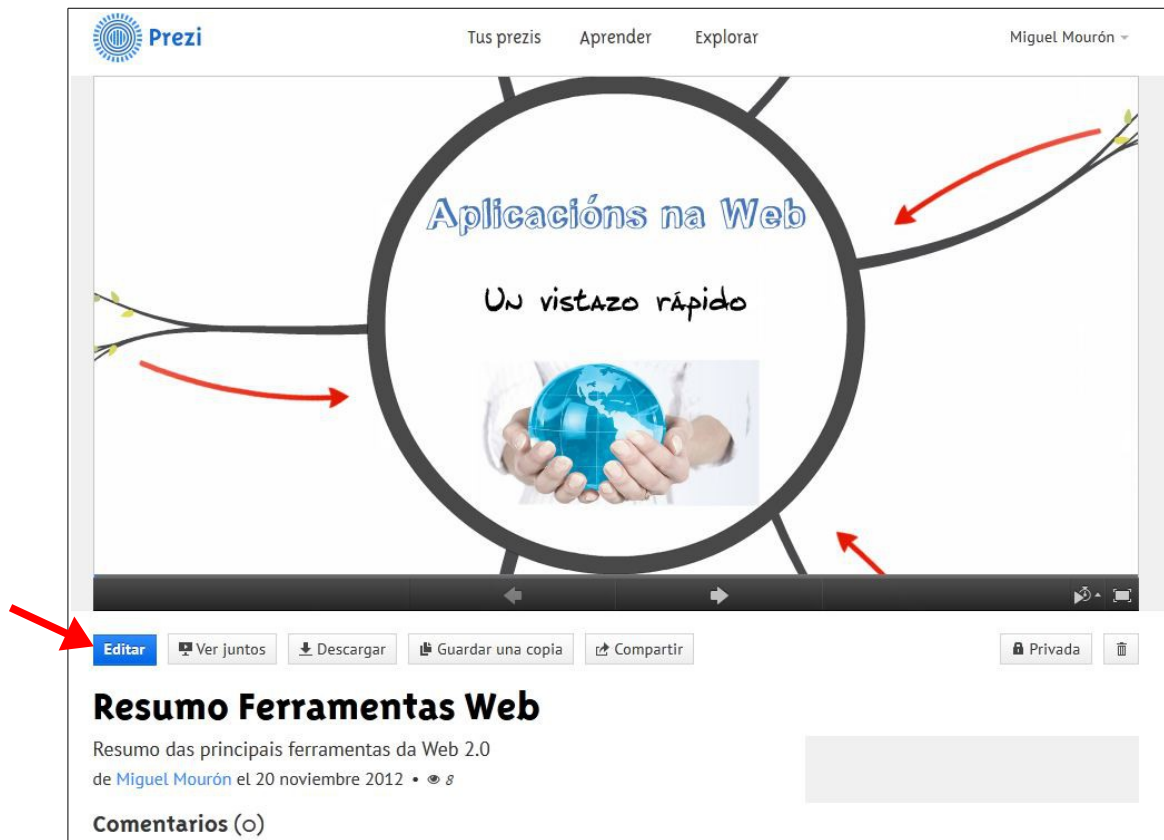 Prezi Tus prezis Aprender Explorar Miguel Mourón
Aplicacións na Web
Un vistazo rápido
Editar Ver juntos Descargar Guardar una copia Compartir Privada
Resumo Ferramentas Web
Resumo das principais ferramentas da Web 2.0
de Miguel Mourón el 20 noviembre 2012 • 8
Comentarios (0)